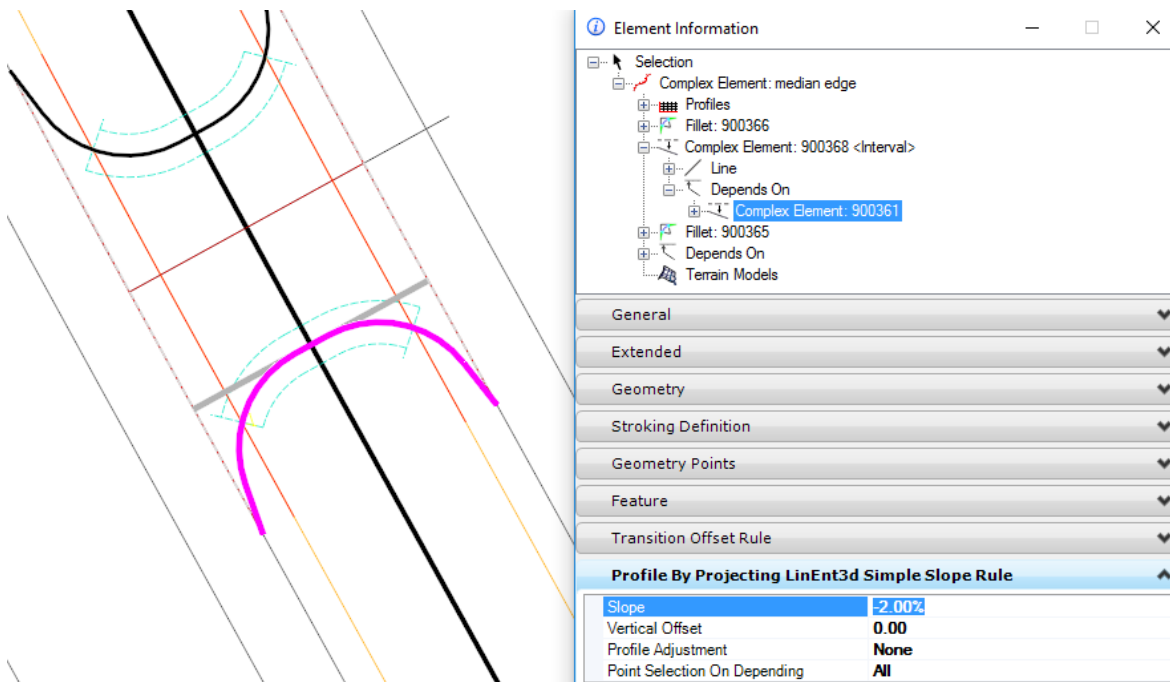 Element Information
Selection
Complex Element: median edge
Profiles
Fillet: 900366
Complex Element: 900368 <Interval>
Line
Depends On
Complex Element: 900361
Fillet: 900365
Depends On
Terrain Models
General
Extended
Geometry
Stroking Definition
Geometry Points
Feature
Transition Offset Rule
Profile By Projecting LinEnt3d Simple Slope Rule
Slope -2.00%
Vertical Offset 0.00
Profile Adjustment None
Point Selection On Depending All